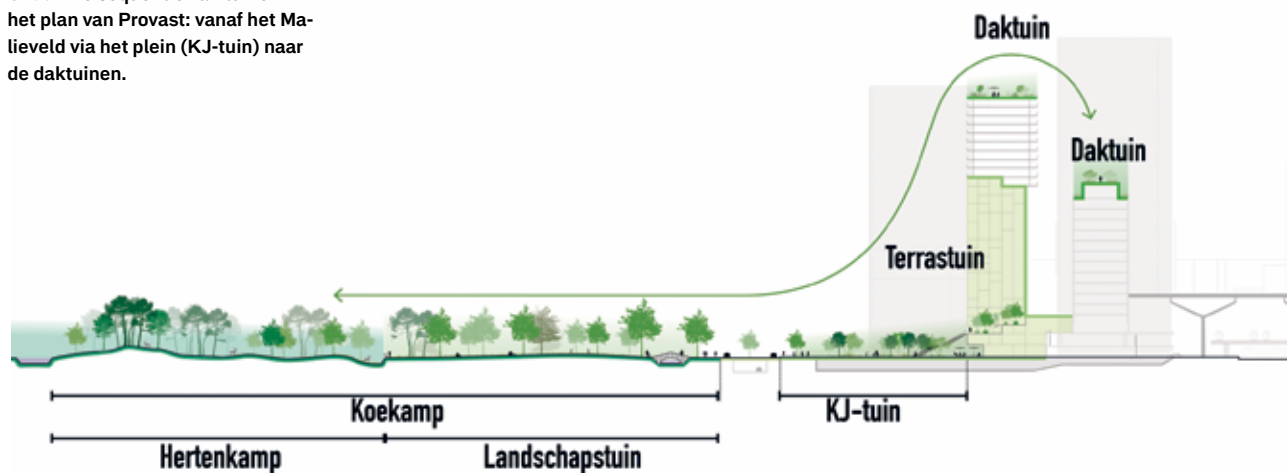 het plan van Provast: vanaf het Ma-
lieveld via het plein (KJ-tuin) naar
de daktuinen.
Daktuin
Daktuin
Terrastuin
Koekamp
KJ-tuin
Hertenkamp
Landschapstuin